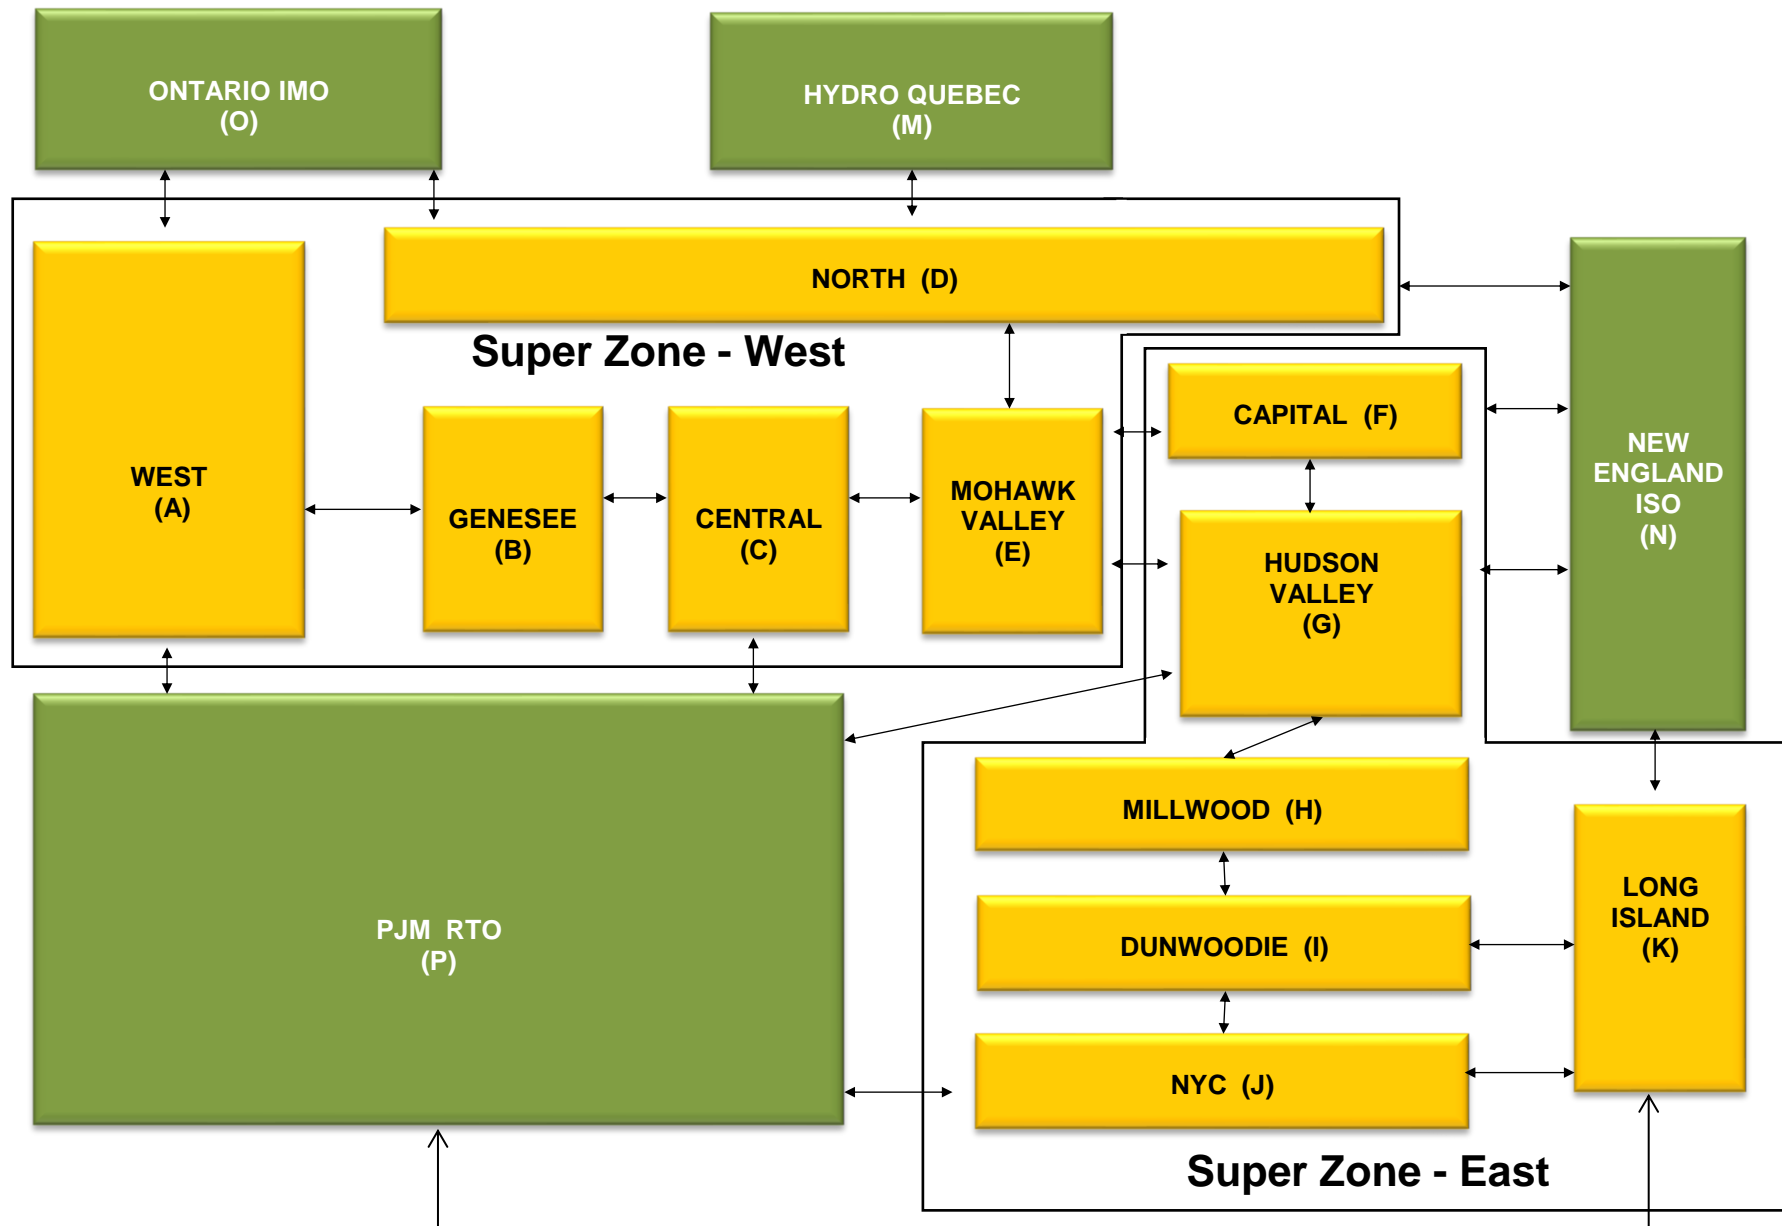 ONTARIO IMO
(O)
HYDRO QUEBEC
(M)
NORTH  (D)
Super Zone - West
WEST
(A)
GENESEE
(B)
CENTRAL
(C)
MOHAWK
VALLEY
(E)
CAPITAL  (F)
HUDSON
VALLEY
(G)
NEW
ENGLAND
ISO
(N)
MILLWOOD  (H)
PJM  RTO
(P)
DUNWOODIE  (I)
LONG
ISLAND
(K)
NYC  (J)
Super Zone - East